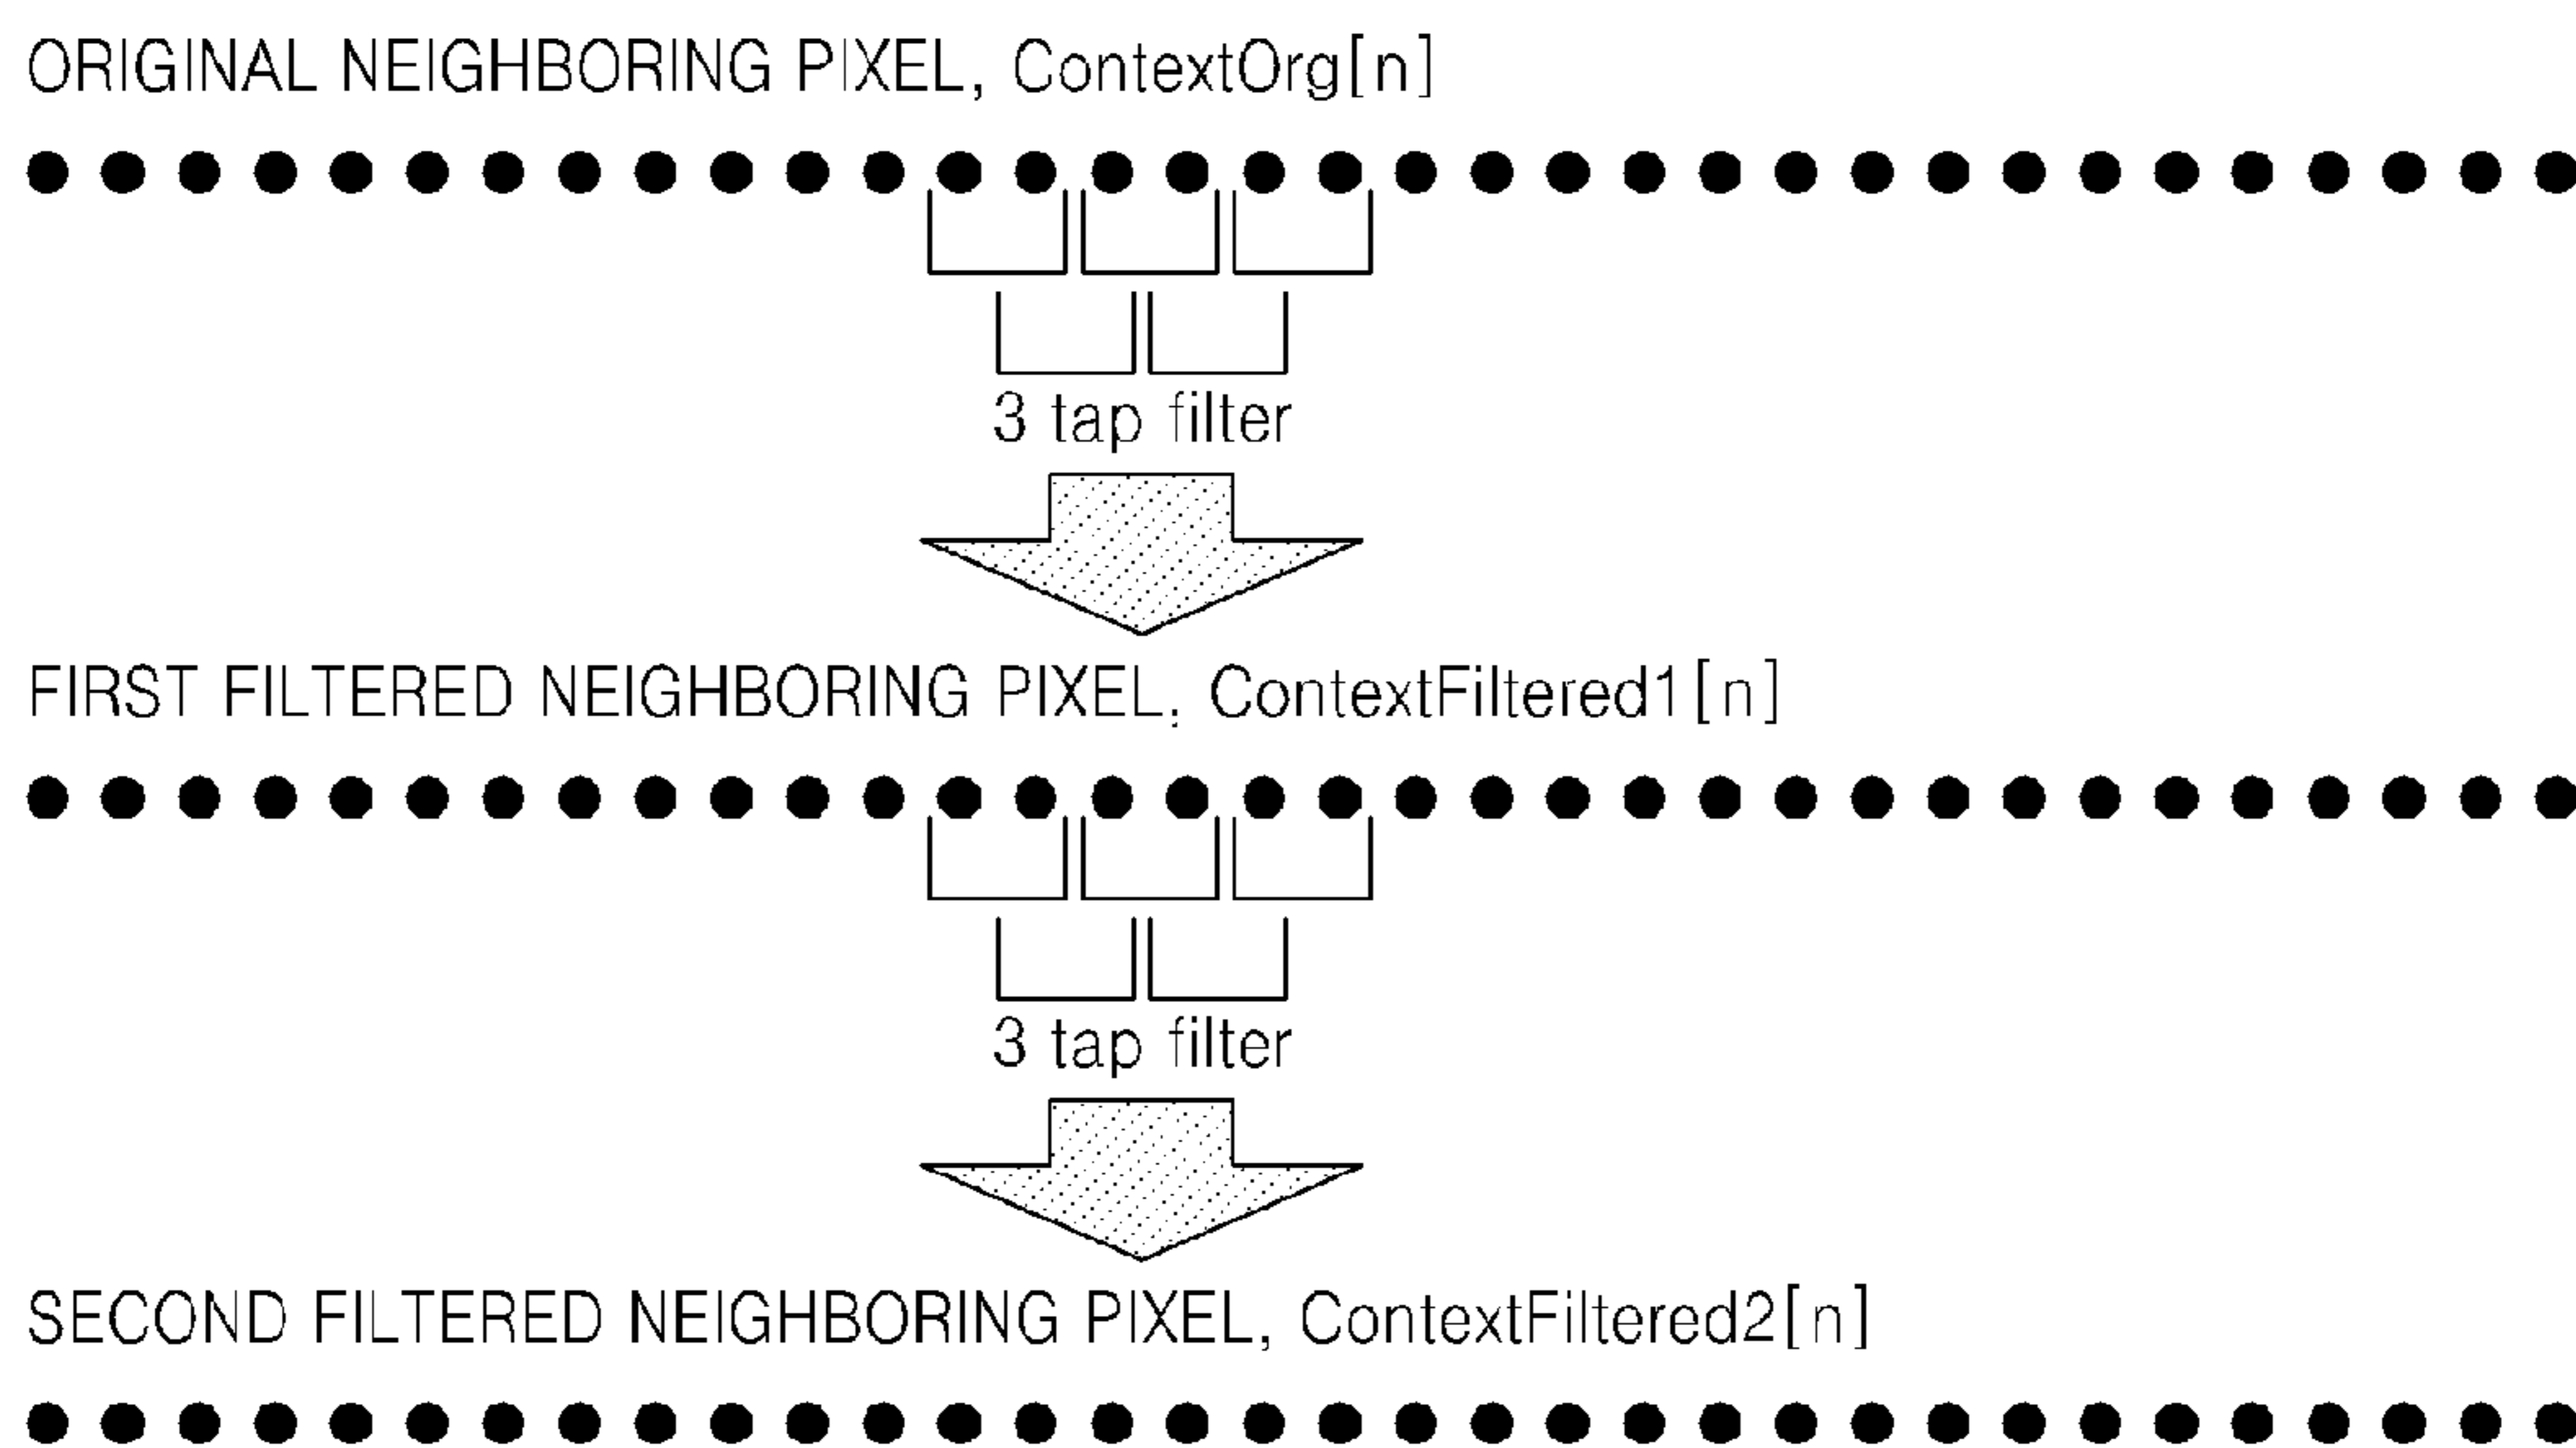 ORIGINAL NEIGHBORING PIXEL, ContextOrg[n]
3 tap filter
FIRST FILTERED NEIGHBORING PIXEL, ContextFiltered1[n]
3 tap filter
SECOND FILTERED NEIGHBORING PIXEL, ContextFiltered2[n]